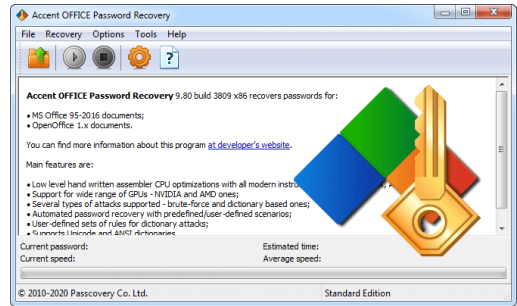 Accent OFFICE Password Recovery
File Recovery Options Tools Help
Accent OFFICE Password Recovery 9.80 build 3809 x86 recovers passwords for:
• MS Office 95-2016 documents;
• OpenOffice 1.x documents.
You can find more information about this program at developer's website.
Main features are:
• Low level hand written assembler CPU optimizations with all modern instru
• Support for wide range of GPUs - NVIDIA and AMD ones;
• Several types of attacks supported - brute-force and dictionary based ones;
• Automated password recovery with predefined/user-defined scenarios;
• User-defined sets of rules for dictionary attacks;
• Supports Unicode and ANSI dictionaries
Current password:
Estimated time:
Current speed:
Average speed:
© 2010-2020 Passcovery Co. Ltd.
Standard Edition